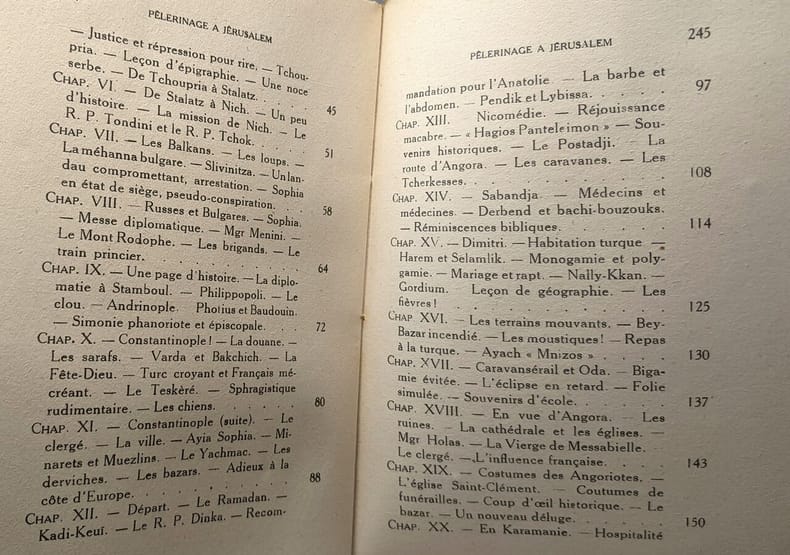 PÈLERINAGE A JÉRUSALEM
— Justice et répression pour rire. — Tchou-
pria. — Leçon d'épigraphie. — Une noce
serbe. — De Tchoupria à Stalatz. . . . 45
CHAP. VI. — De Stalatz à Nich. — Un peu
d'histoire. — La mission de Nich. — Le
R. P. Tondini et le R. P. Tchok. . . . 51
CHAP. VII. — Les Balkans. — Les loups. —
La méhanna bulgare. — Slivinitza. — Un lan-
dau compromettant, arrestation. — Sophia
en état de siège, pseudo-conspiration. . . . 58
CHAP. VIII. — Russes et Bulgares. — Sophia.
— Messe diplomatique. — Mgr Menini. —
Le Mont Rodophe. — Les brigands. — Le
train princier. . . . . . . . 64
CHAP. IX. — Une page d'histoire. — La diplo-
matie à Stamboul. — Philippopoli. — Le
clou. — Andrinople. Photius et Baudouin.
— Simonie phanoriote et épiscopale. . . . 72
CHAP. X. — Constantinople! — La douane. —
Les sarafs. — Varda et Bakchich. — La
Fête-Dieu. — Turc croyant et Français mé-
créant. — Le Teskèré. — Sphragistique
rudimentaire. — Les chiens. . . . . . 80
CHAP. XI. — Constantinople (suite). — Le
clergé. — La ville. — Ayia Sophia. — Mi-
narets et Muezlins. — Le Yachmac. — Les
derviches. — Les bazars. — Adieux à la
côte d'Europe. . . . . . . . 88
CHAP. XII. — Départ. — Le Ramadan. —
Kadi-Keuï. — Le R. P. Dinka. — Recom-
PÈLERINAGE A JÉRUSALEM 245
mandation pour l'Anatolie — La barbe et
l'abdomen. — Pendik et Lybissa. . . . . 97
CHAP. XIII. Nicomédie. — Réjouissance
macabre. — « Hagios Panteleimon » — Sou-
venirs historiques. — Le Postadji. — La
route d'Angora. — Les caravanes. — Les
Tcherkesses. . . . . . . . 108
CHAP. XIV. — Sabandja. — Médecins et
médecines. — Derbend et bachi-bouzouks.
— Réminiscences bibliques. . . . . . 114
CHAP. XV. — Dimitri. — Habitation turque —
Harem et Selamlik. — Monogamie et poly-
gamie. — Mariage et rapt. — Nally-Kkan. —
Gordium. Leçon de géographie. — Les
fièvres! . . . . . . . . 125
CHAP. XVI. — Les terrains mouvants. — Bey-
Bazar incendié. — Les moustiques! — Repas
à la turque. — Ayach « Mnizos » . . . . 130
CHAP. XVII. — Caravansérail et Oda. — Biga-
mie évitée. — L'éclipse en retard. — Folie
simulée. — Souvenirs d'école. . . . . . 137
CHAP. XVIII. — En vue d'Angora. — Les
ruines. — La cathédrale et les églises. —
Mgr Holas. — La Vierge de Messabielle. —
Le clergé. — L'influence française. . . . 143
CHAP. XIX. — Costumes des Angoriotes. —
L'église Saint-Clément. — Coutumes de
funérailles. — Coup d'œil historique. — Le
bazar. — Un nouveau déluge. . . . . . 150
CHAP. XX. — En Karamanie. — Hospitalité